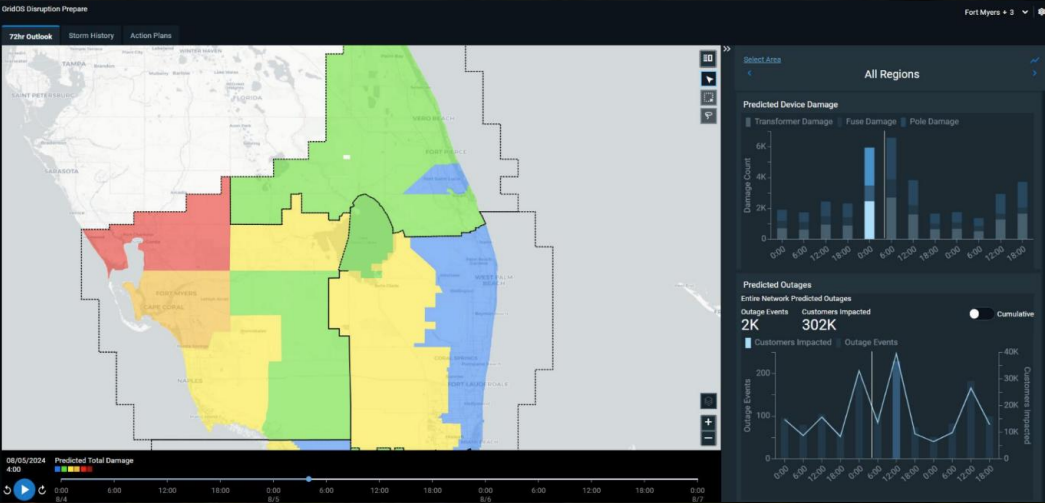 GridOS Disruption Prepare
Fort Myers + 3
72hr Outlook
Storm History
Action Plans
TAMPA
WINTER HAVEN
SAINT PETERSBURG
FLORIDA
VERO BEACH
FORT PIERCE
SARASOTA
WEST PALM BEACH
FORT MYERS
CAPE CORAL
CORAL SPRINGS
FORT LAUDERDALE
NAPLES
Select Area
All Regions
Predicted Device Damage
Transformer Damage Fuse Damage Pole Damage
Damage Count
6K
4K
2K
0
0:00 6:00 12:00 18:00 0:00 6:00 12:00 18:00 0:00 6:00 12:00 18:00
Predicted Outages
Entire Network Predicted Outages
Outage Events Customers Impacted
2K 302K
Cumulative
Customers Impacted Outage Events
Outage Events
200
100
0
40K
30K
20K
10K
0
Customers Impacted
0:00 6:00 12:00 18:00 0:00 6:00 12:00 18:00 0:00 6:00 12:00 18:00
08/05/2024
4:00
Predicted Total Damage
0:00 6:00 12:00 18:00 0:00 6:00 12:00 18:00 0:00 6:00 12:00 18:00 0:00
8/4 8/5 8/6 8/7